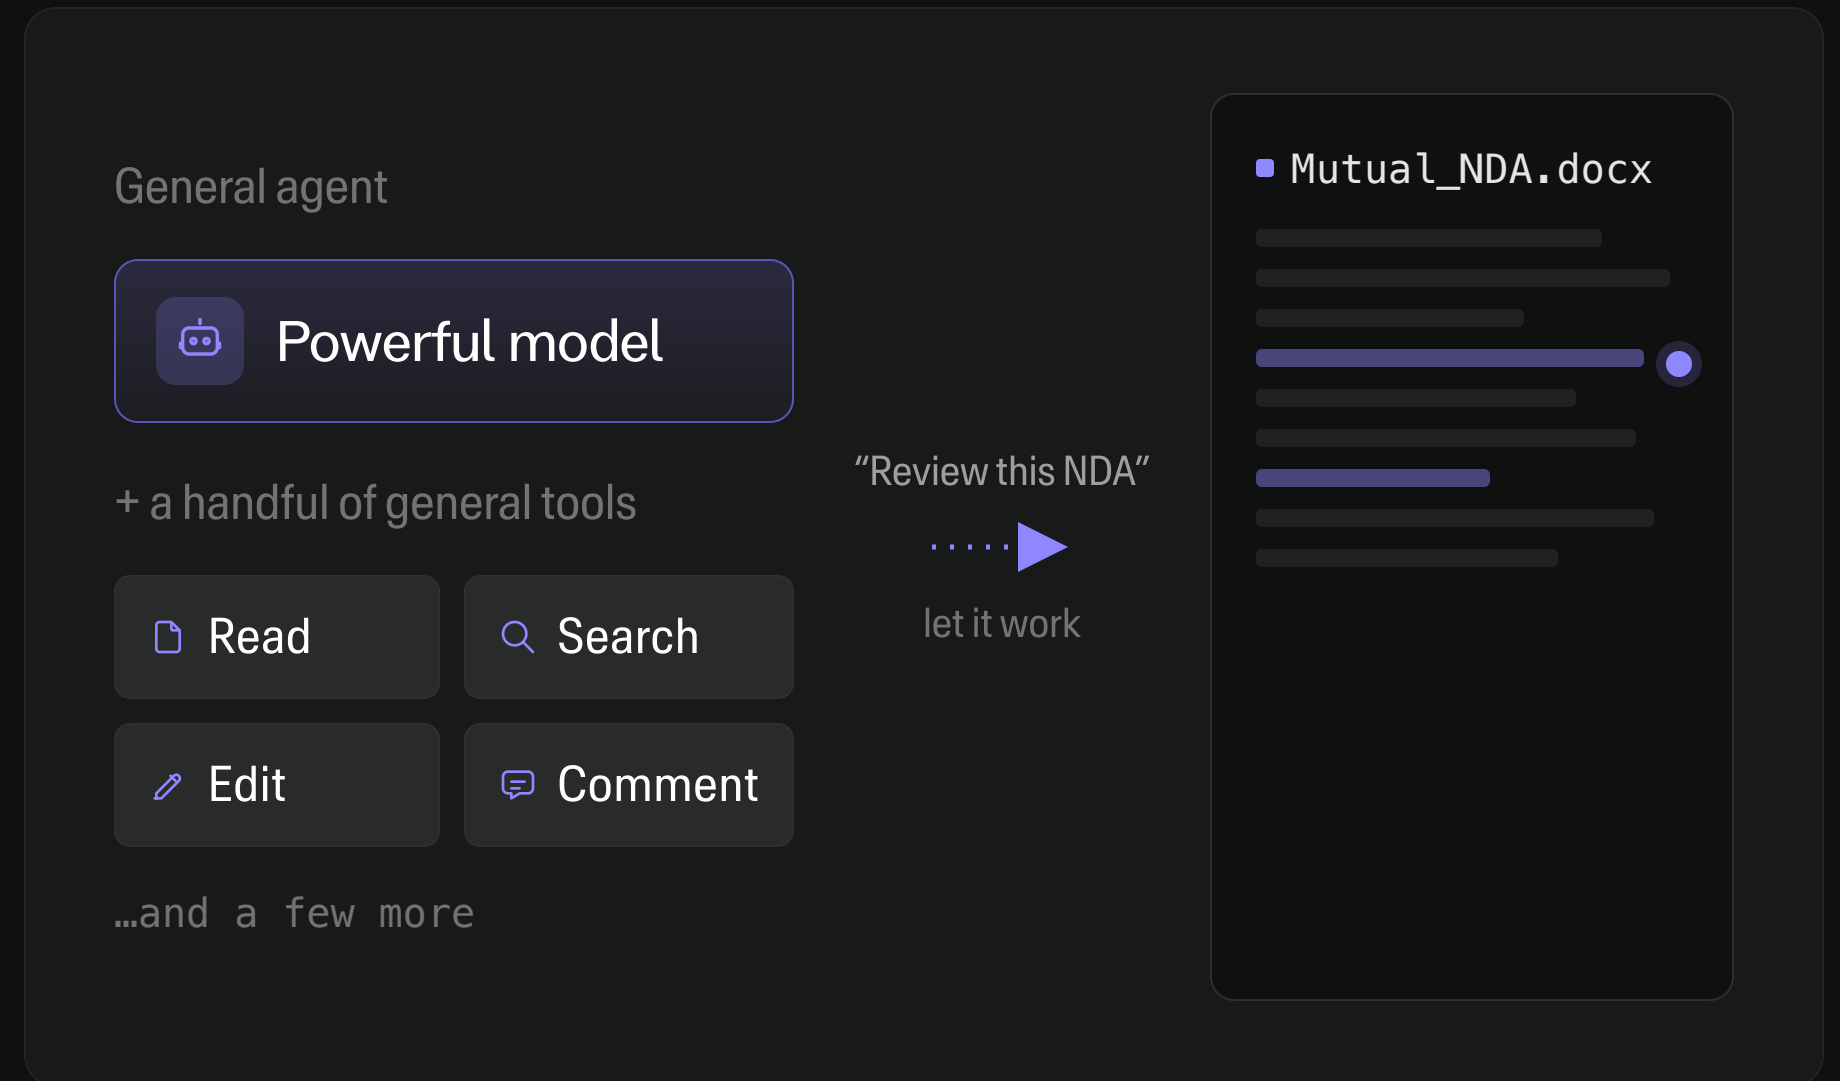 General agent
Powerful model
+ a handful of general tools
Read
Search
Edit
Comment
…and a few more
“Review this NDA”
let it work
Mutual_NDA.docx